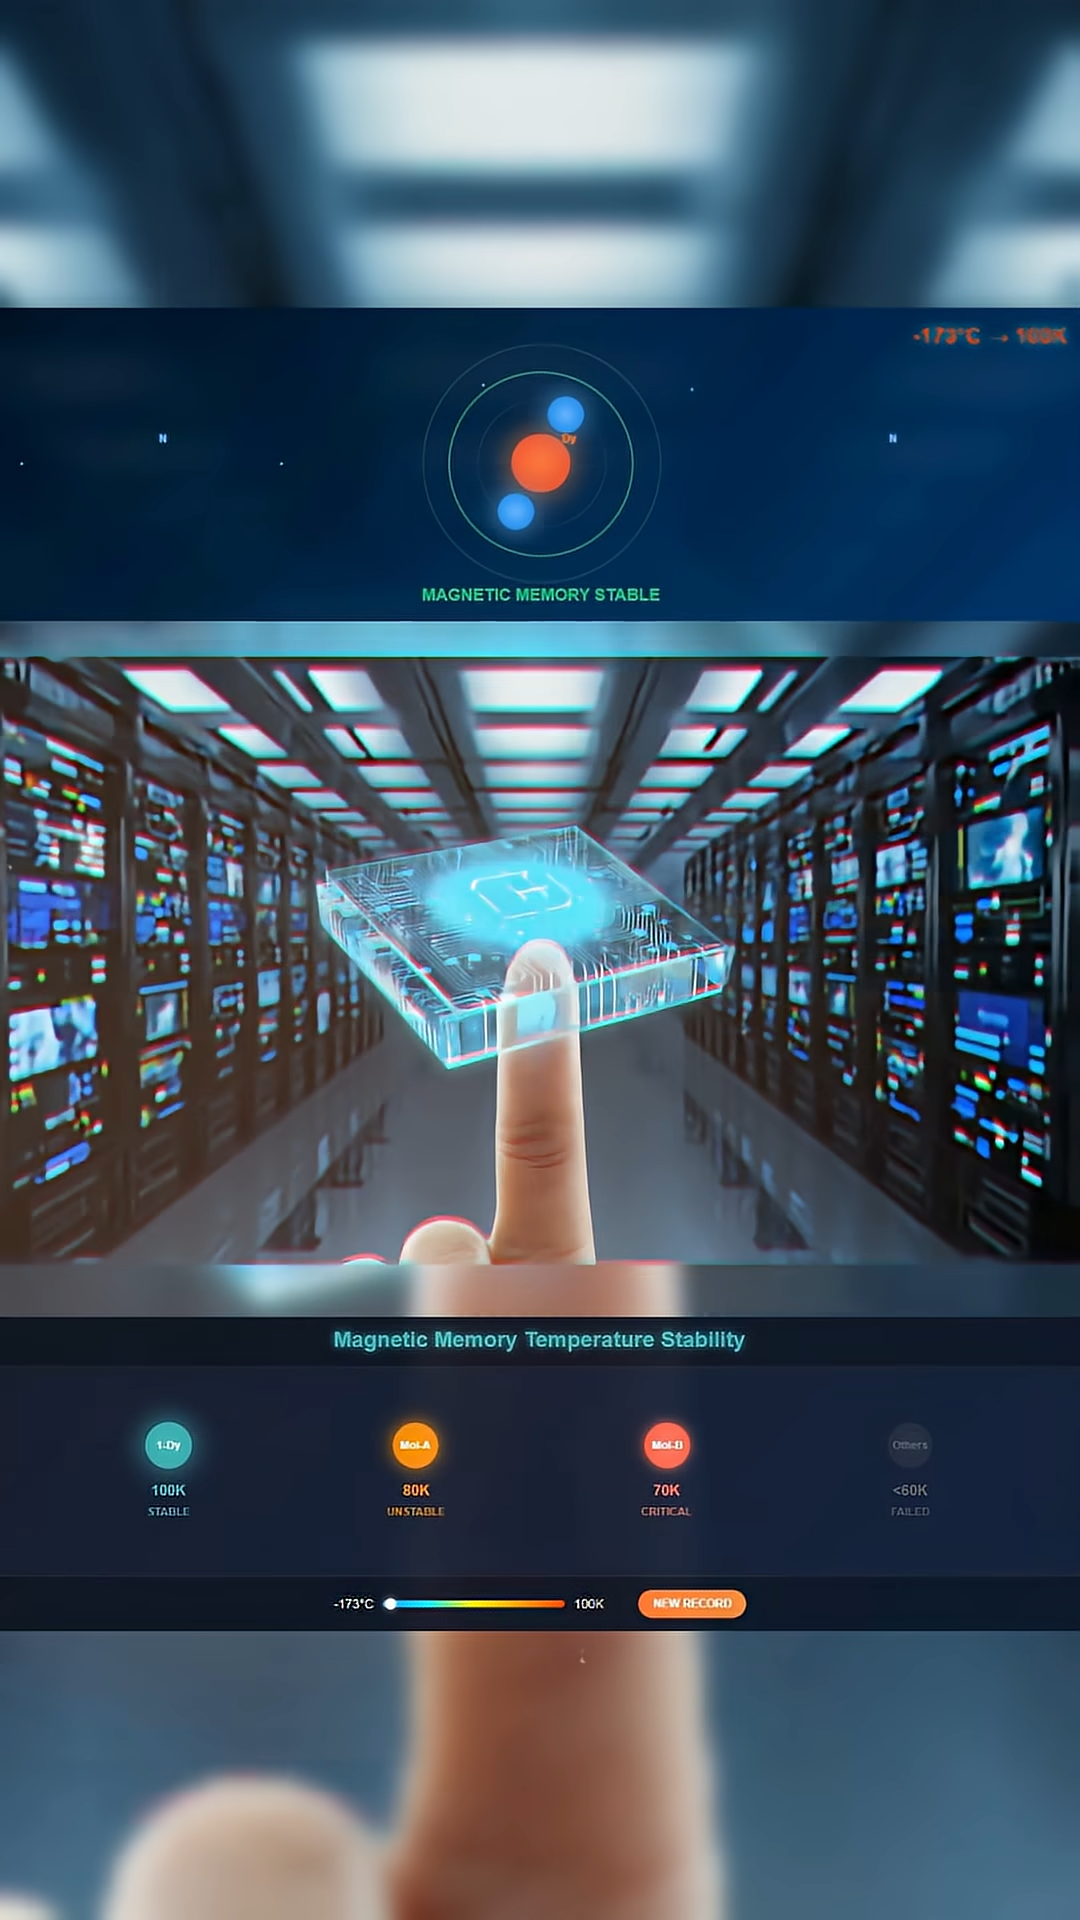 -173°C → 100K
N
N
Dy
MAGNETIC MEMORY STABLE
Magnetic Memory Temperature Stability
1-Dy
Mol-A
Mol-B
Others
100K
80K
70K
<60K
STABLE
UNSTABLE
CRITICAL
FAILED
-173°C
100K
NEW RECORD